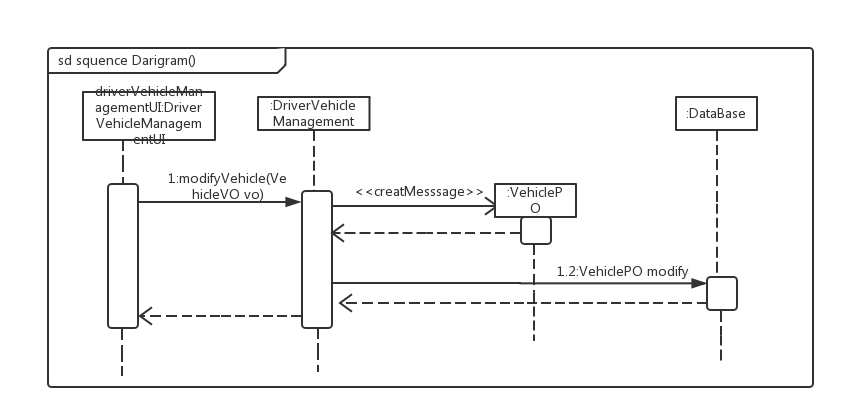 sd squence Darigram()
driverVehicleMan
agementUI:Driver
VehicleManagem
entUI
:DriverVehicle
Management
:DataBase
1:modifyVehicle(Ve
hicleVO vo)
<<creatMesssage>>
:VehicleP
O
1.2:VehiclePO modify